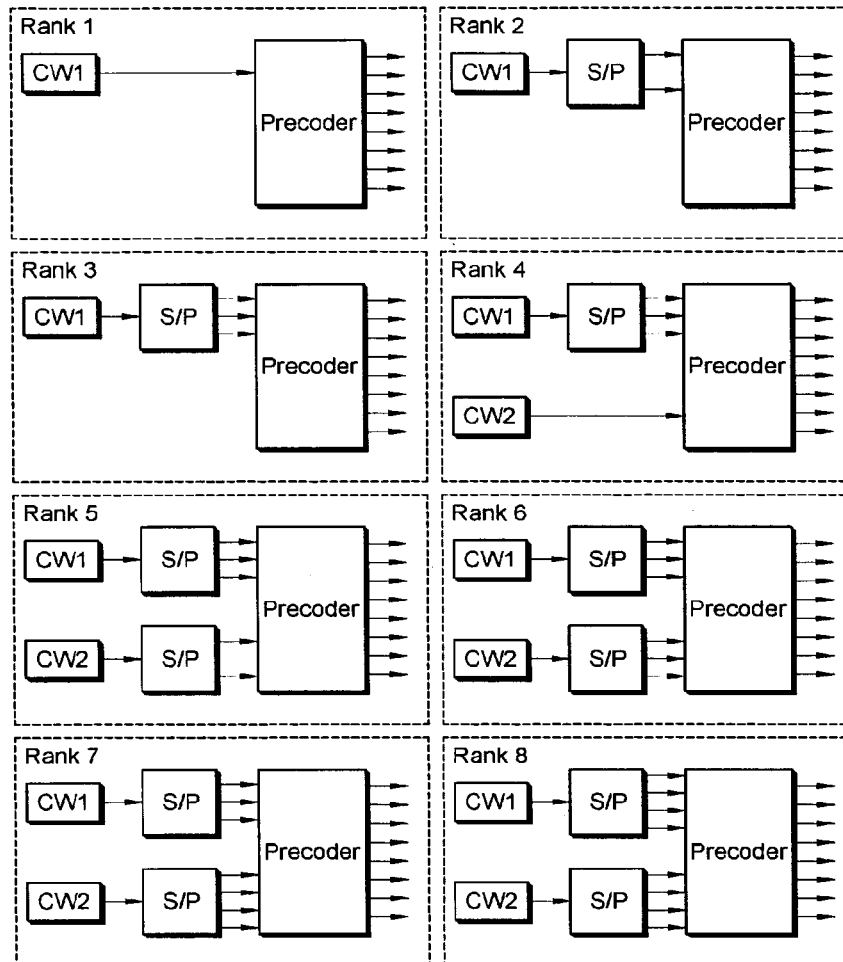 Rank 1
CW1
Precoder
Rank 2
CW1
S/P
Precoder
Rank 3
CW1
S/P
Precoder
Rank 4
CW1
S/P
Precoder
CW2
Rank 5
CW1
S/P
Precoder
CW2
S/P
Rank 6
CW1
S/P
Precoder
CW2
S/P
Rank 7
CW1
S/P
Precoder
CW2
S/P
Rank 8
CW1
S/P
Precoder
CW2
S/P